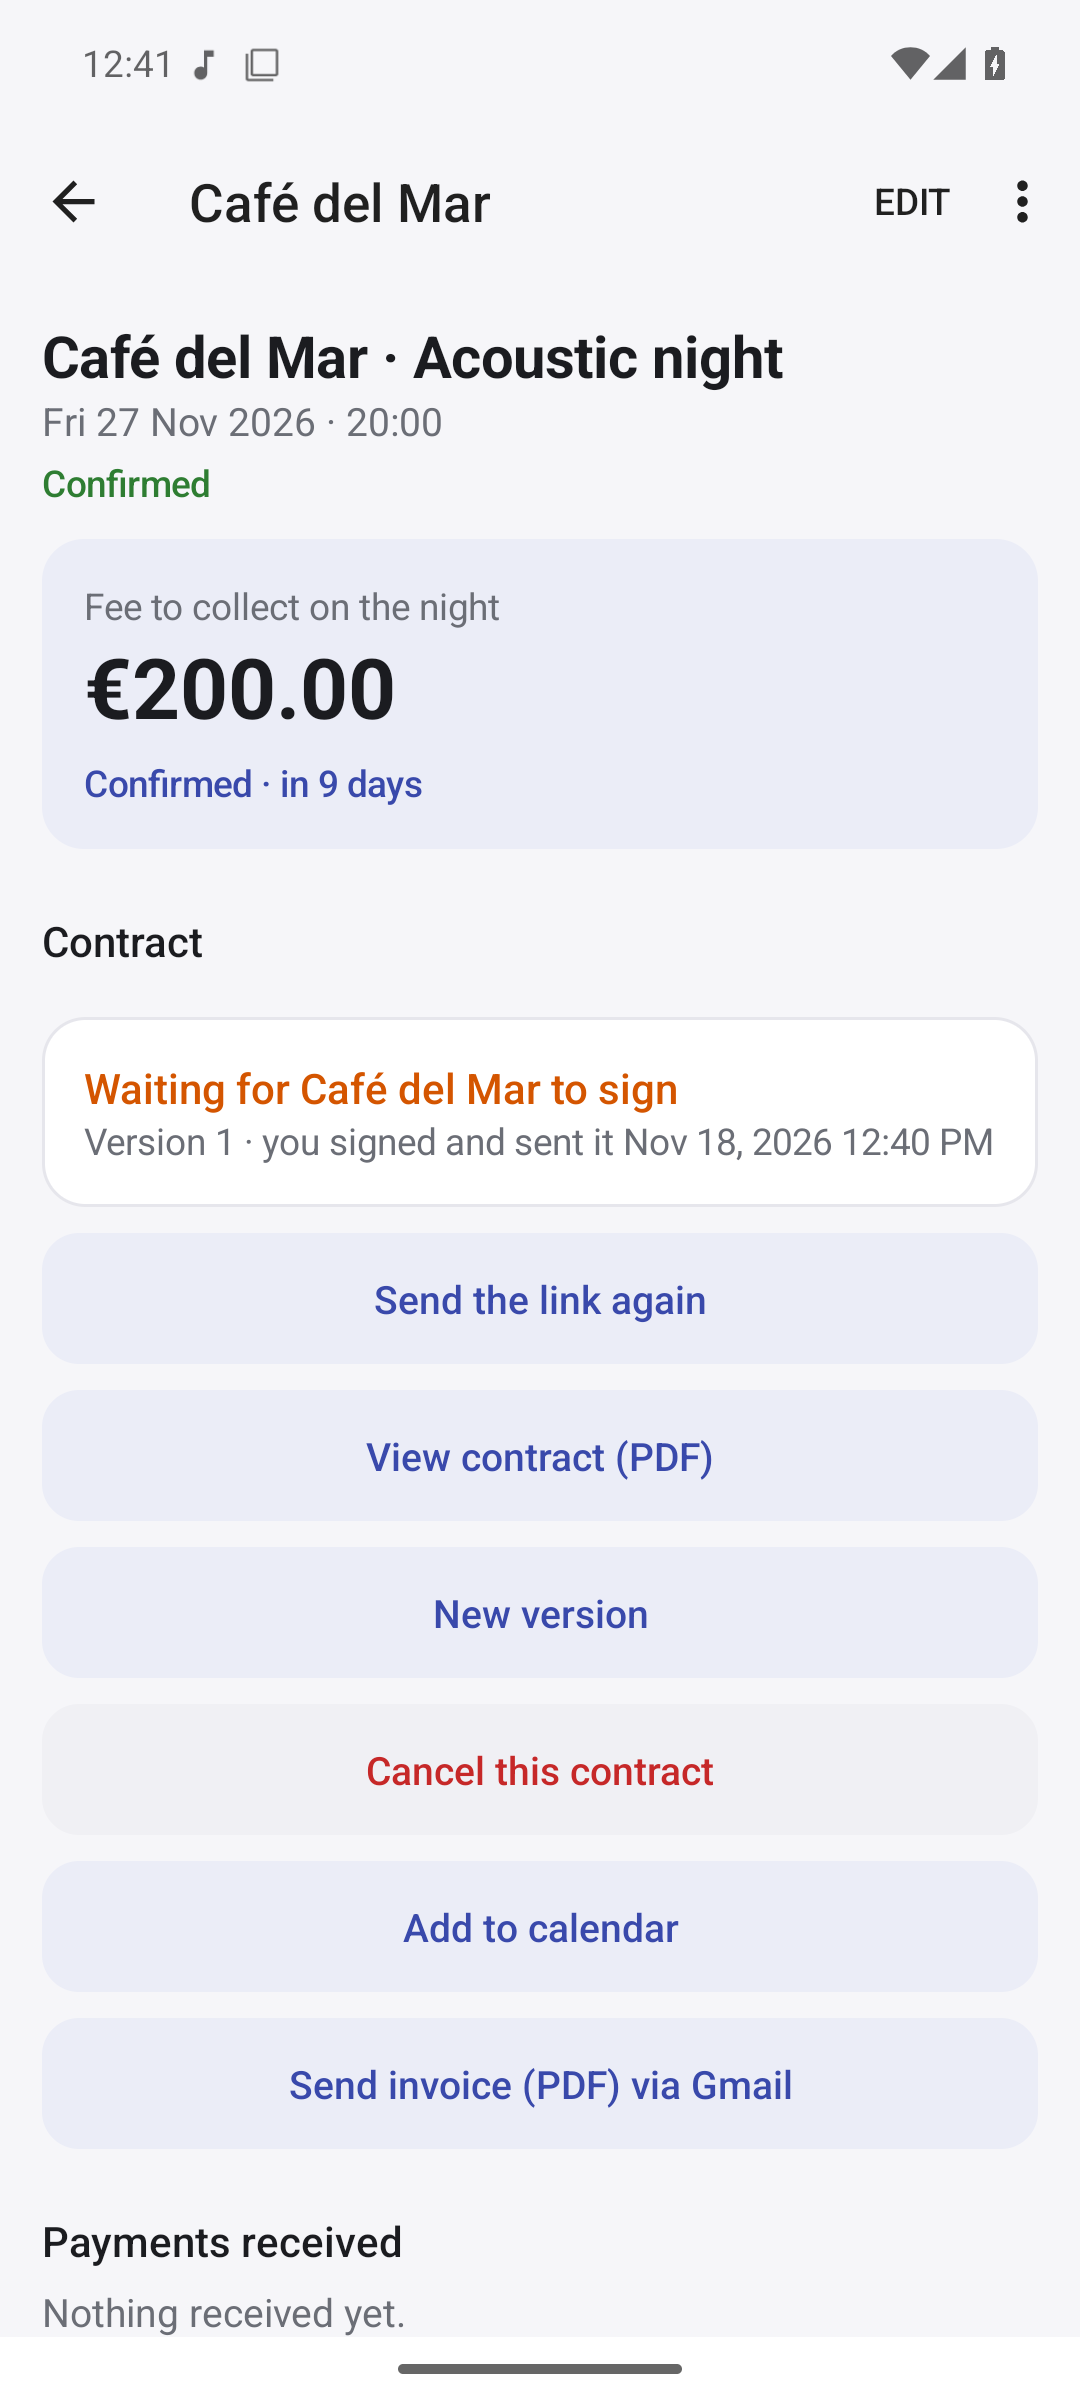 12:41
Café del Mar
EDIT
Café del Mar · Acoustic night
Fri 27 Nov 2026 · 20:00
Confirmed
Fee to collect on the night
€200.00
Confirmed · in 9 days
Contract
Waiting for Café del Mar to sign
Version 1 · you signed and sent it Nov 18, 2026 12:40 PM
Send the link again
View contract (PDF)
New version
Cancel this contract
Add to calendar
Send invoice (PDF) via Gmail
Payments received
Nothing received yet.